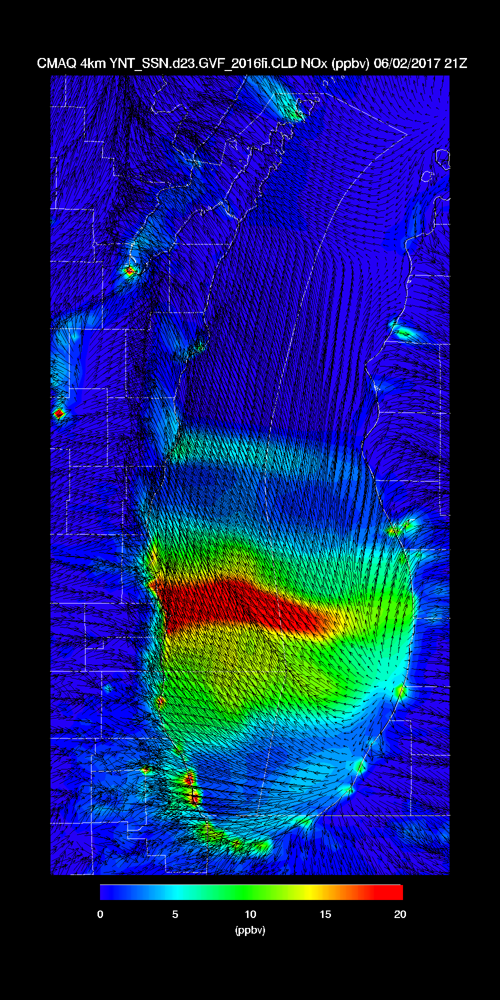 CMAQ 4km YNT_SSN.d23.GVF_2016fi.CLD NOx (ppbv) 06/02/2017 21Z
0 5 10 15 20
(ppbv)